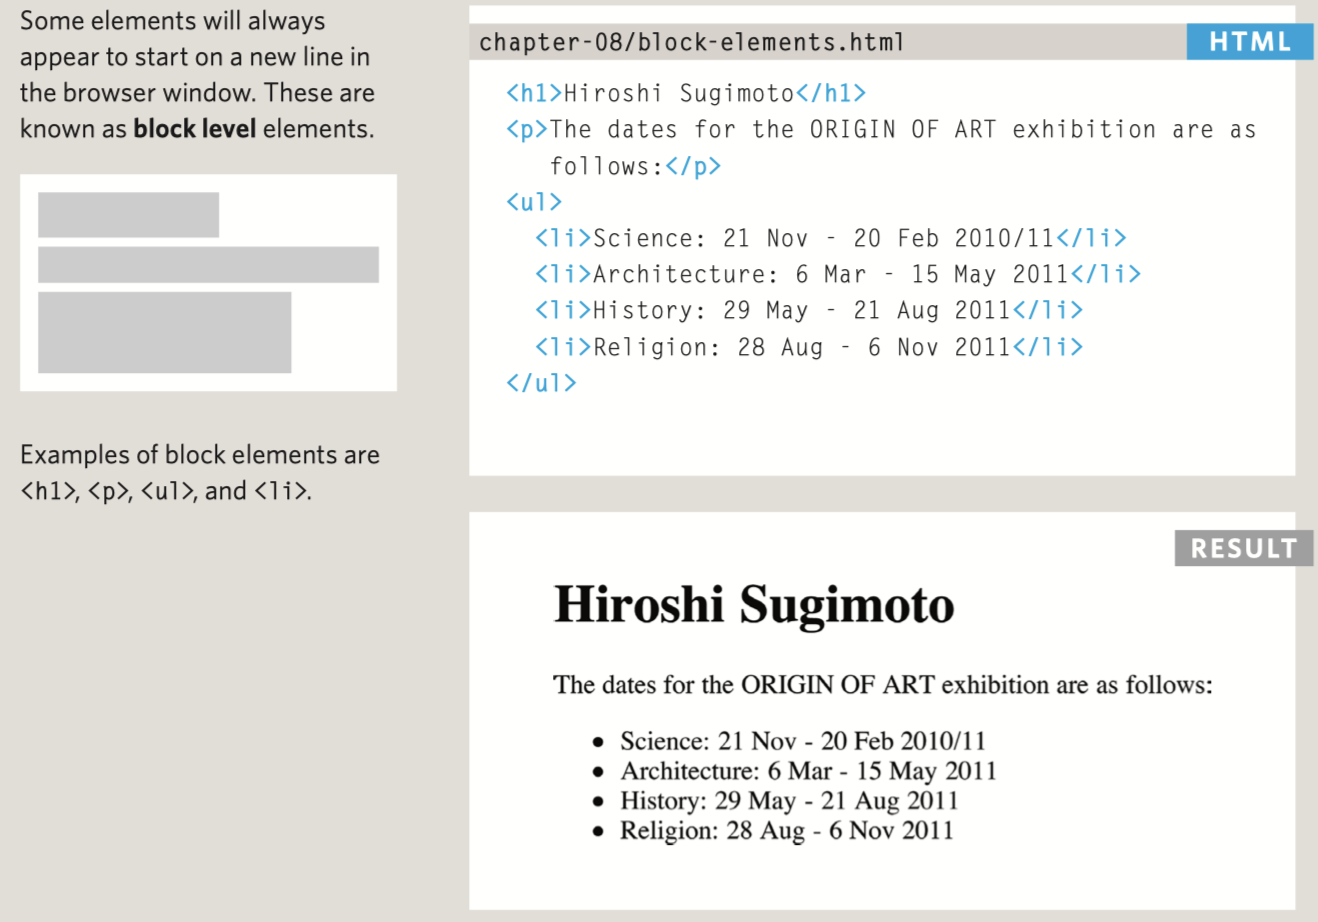 Some elements will always
appear to start on a new line in
the browser window. These are
known as block level elements.
Examples of block elements are
<h1>, <p>, <ul>, and <li>.
chapter-08/block-elements.html
HTML
<h1>Hiroshi Sugimoto</h1>
<p>The dates for the ORIGIN OF ART exhibition are as
follows:</p>
<ul>
<li>Science: 21 Nov - 20 Feb 2010/11</li>
<li>Architecture: 6 Mar - 15 May 2011</li>
<li>History: 29 May - 21 Aug 2011</li>
<li>Religion: 28 Aug - 6 Nov 2011</li>
</ul>
RESULT
Hiroshi Sugimoto
The dates for the ORIGIN OF ART exhibition are as follows:
• Science: 21 Nov - 20 Feb 2010/11
• Architecture: 6 Mar - 15 May 2011
• History: 29 May - 21 Aug 2011
• Religion: 28 Aug - 6 Nov 2011